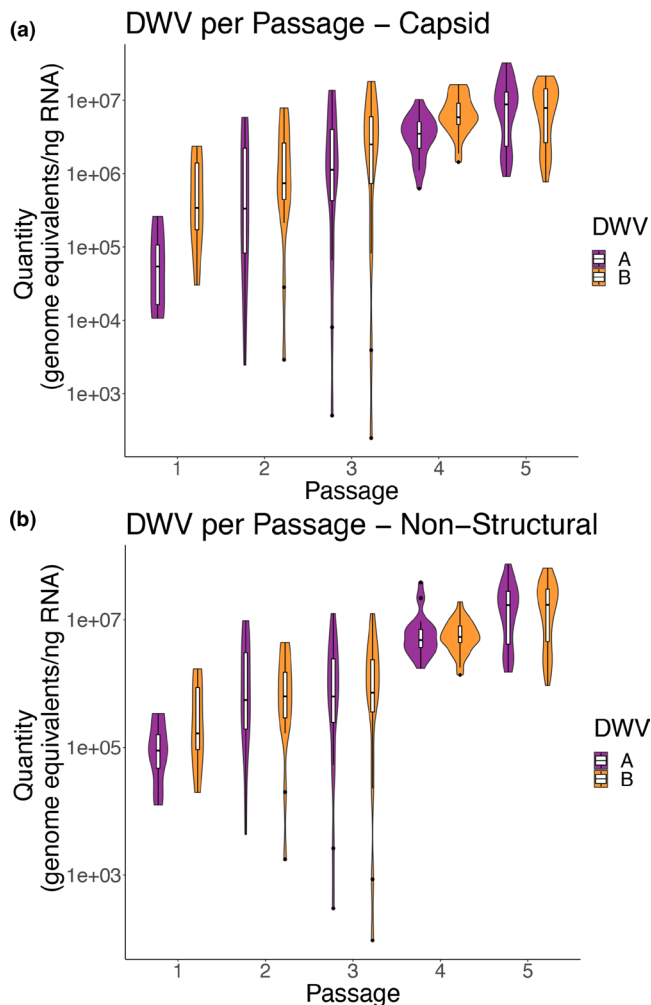 (a)
DWV per Passage – Capsid
Quantity
(genome equivalents/ng RNA)
1e+07
1e+06
1e+05
1e+04
1e+03
1 2 3 4 5
Passage
DWV
A
B
(b)
DWV per Passage – Non–Structural
Quantity
(genome equivalents/ng RNA)
1e+07
1e+05
1e+03
1 2 3 4 5
Passage
DWV
A
B